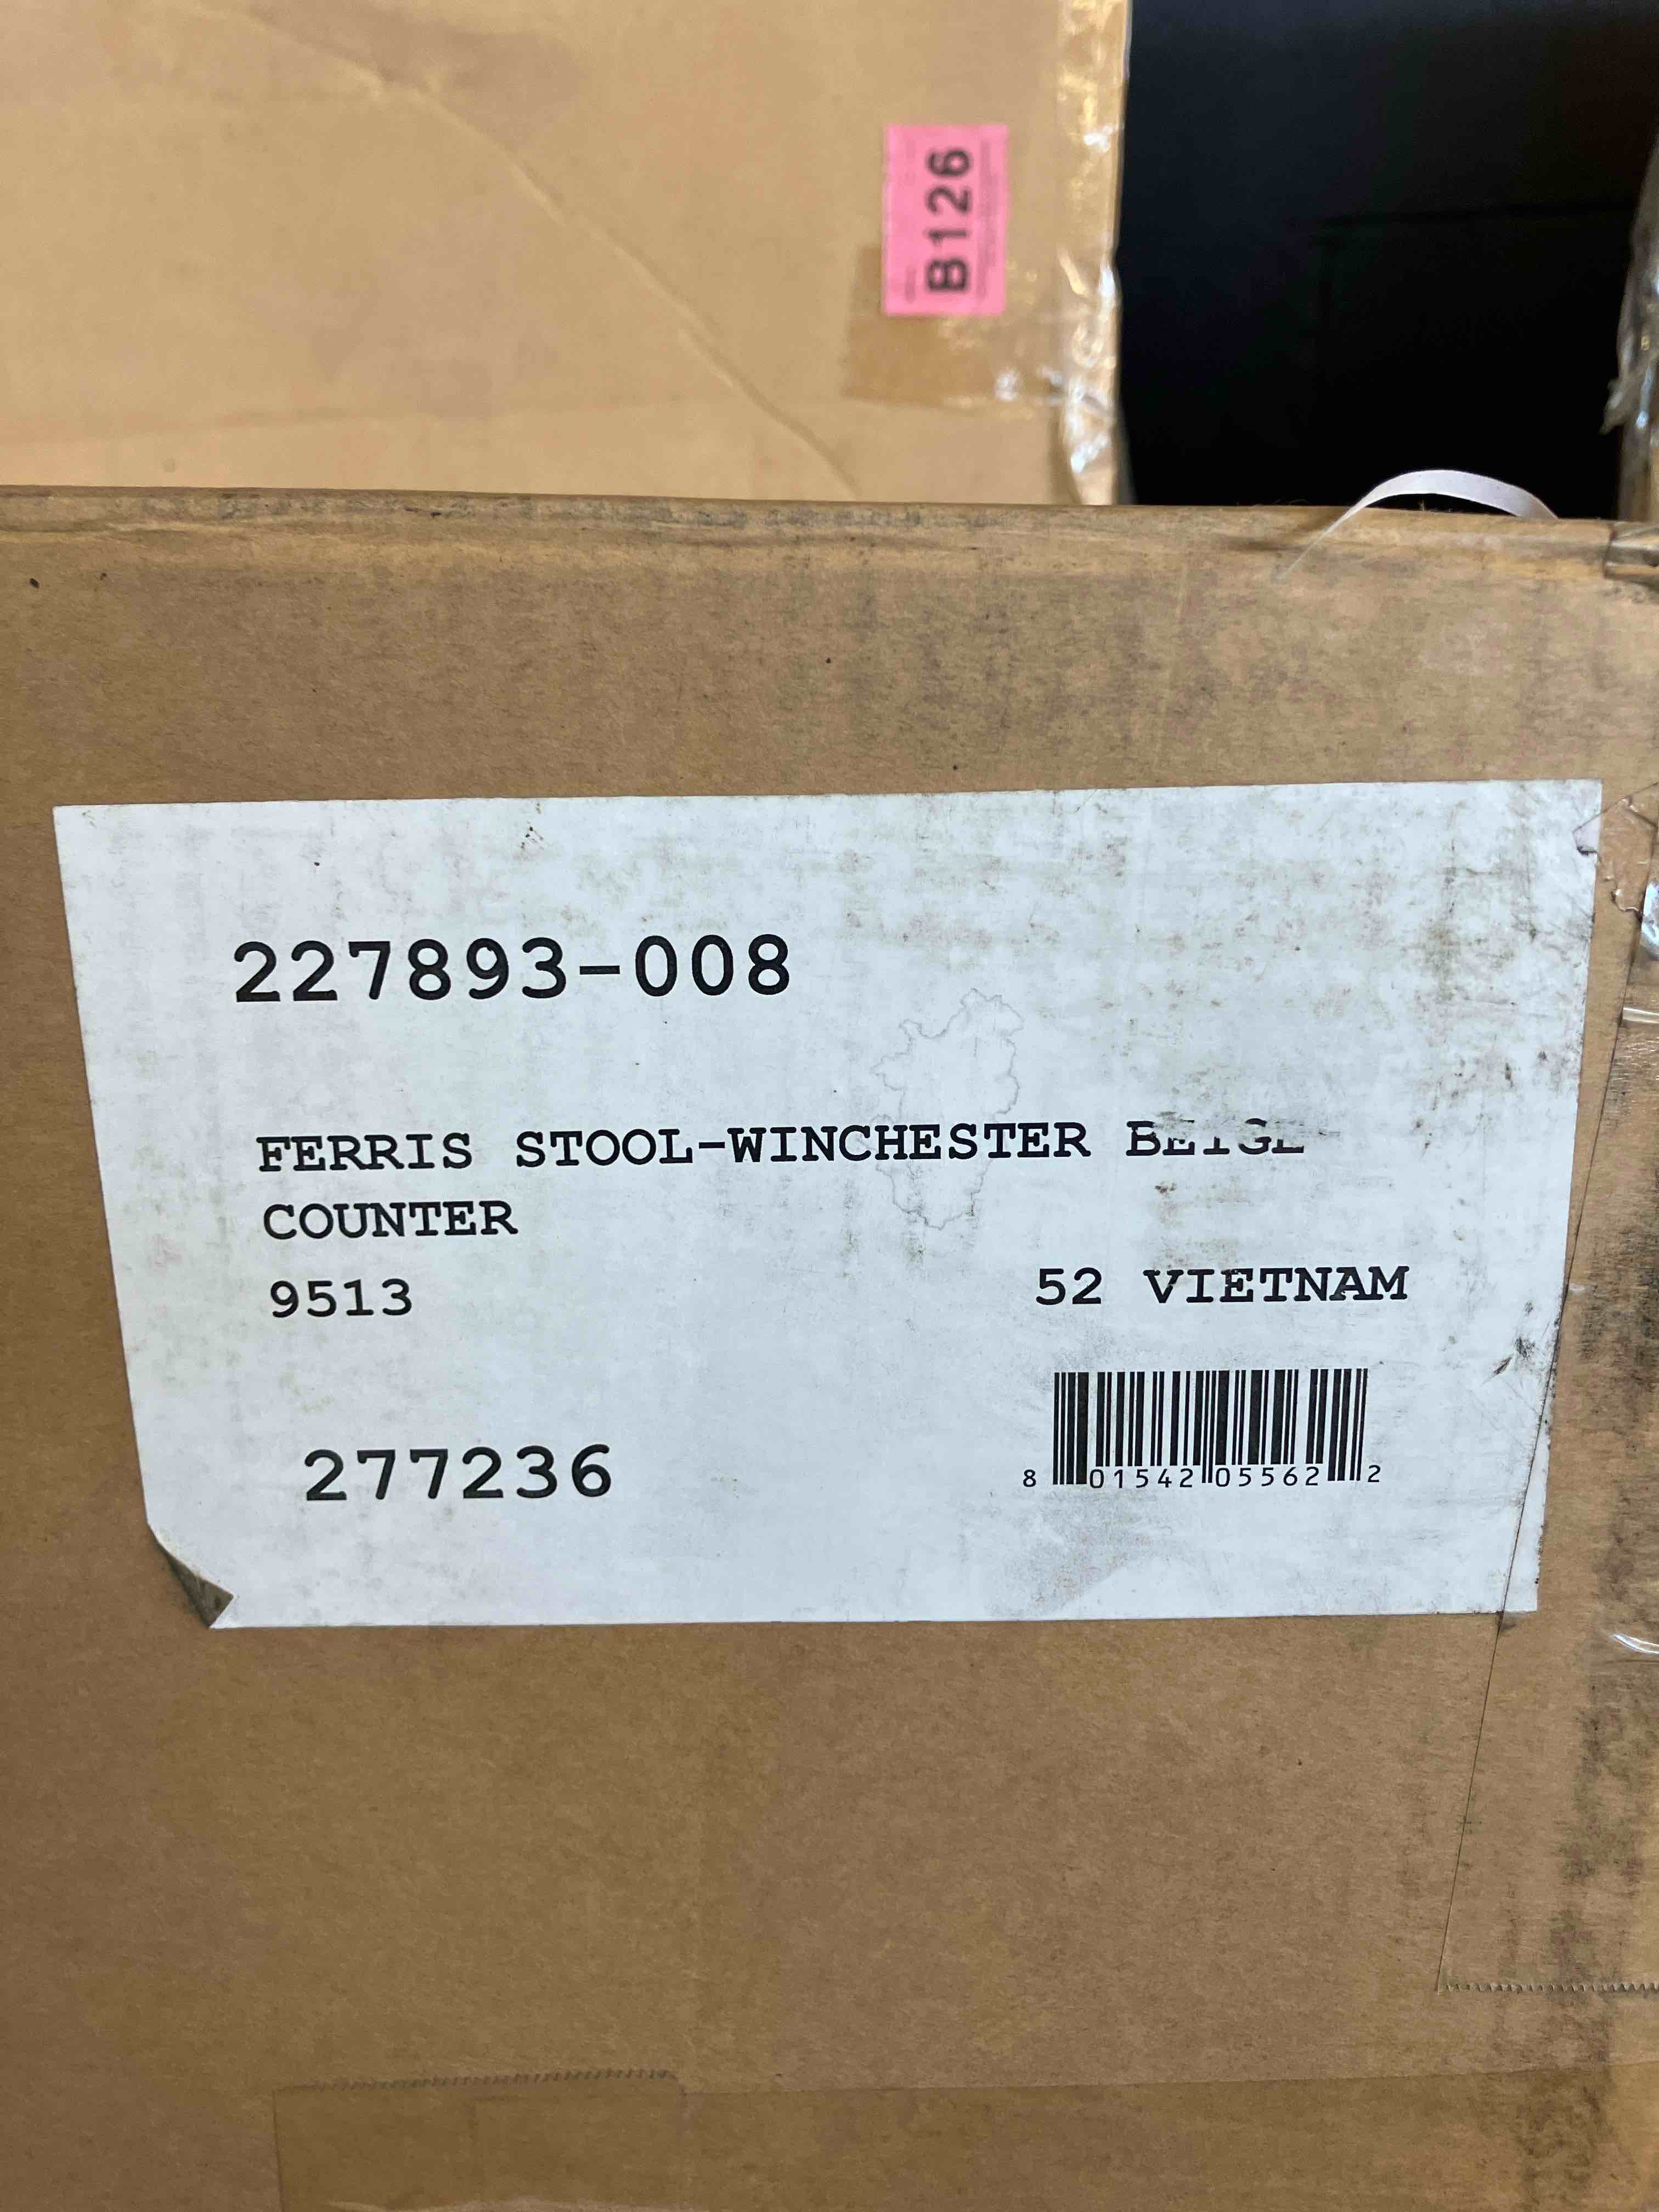 B126
227893-008
FERRIS STOOL-WINCHESTER BEIGE
COUNTER
9513
52 VIETNAM
277236
8 01542 05562 2